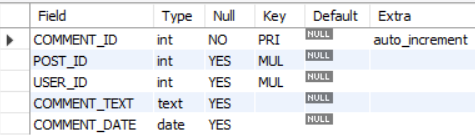 Field Type Null Key Default Extra
COMMENT_ID int NO PRI NULL auto_increment
POST_ID int YES MUL NULL
USER_ID int YES MUL NULL
COMMENT_TEXT text YES NULL
COMMENT_DATE date YES NULL